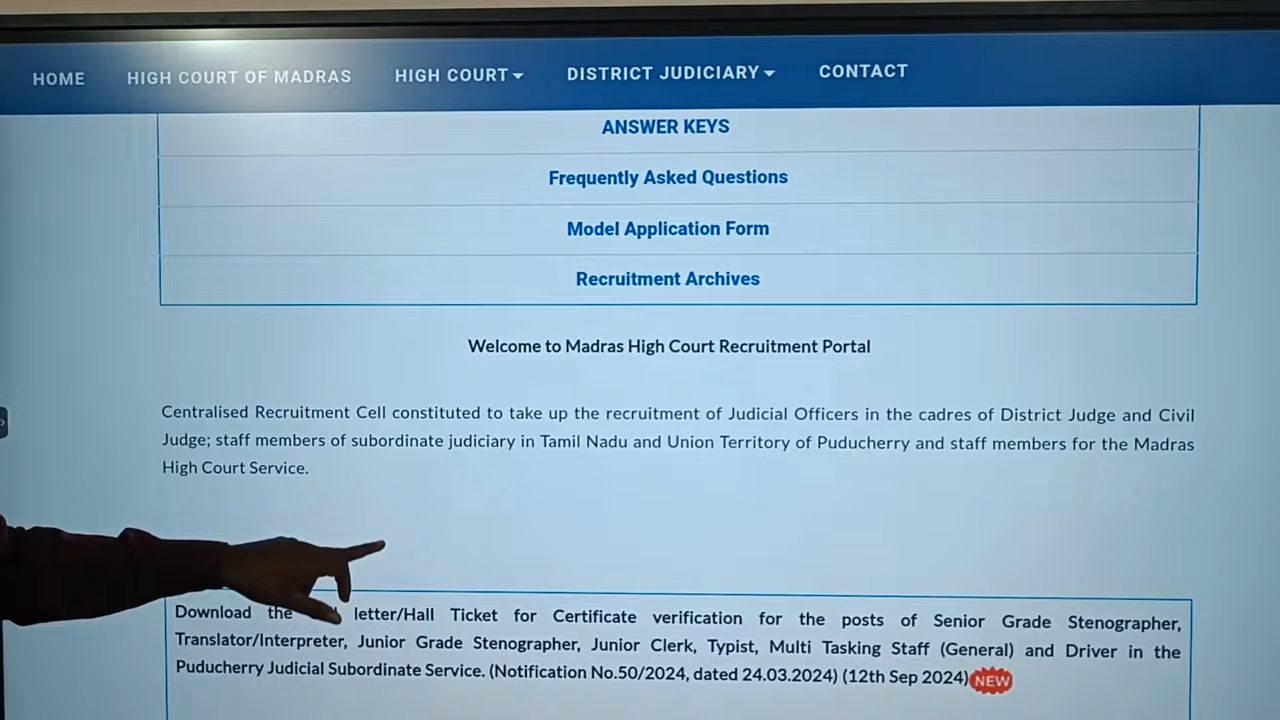 HOME HIGH COURT OF MADRAS HIGH COURT DISTRICT JUDICIARY CONTACT
ANSWER KEYS
Frequently Asked Questions
Model Application Form
Recruitment Archives
Welcome to Madras High Court Recruitment Portal
Centralised Recruitment Cell constituted to take up the recruitment of Judicial Officers in the cadres of District Judge and Civil
Judge; staff members of subordinate judiciary in Tamil Nadu and Union Territory of Puducherry and staff members for the Madras
High Court Service.
Download the letter/Hall Ticket for Certificate verification for the posts of Senior Grade Stenographer,
Translator/Interpreter, Junior Grade Stenographer, Junior Clerk, Typist, Multi Tasking Staff (General) and Driver in the
Puducherry Judicial Subordinate Service. (Notification No.50/2024, dated 24.03.2024) (12th Sep 2024) NEW